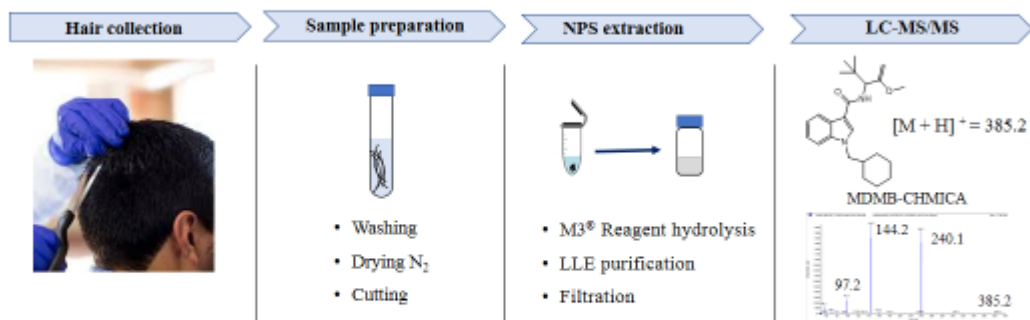 Hair collection
Sample preparation
NPS extraction
LC-MS/MS
• Washing
• Drying N₂
• Cutting
• M3® Reagent hydrolysis
• LLE purification
• Filtration
O
NH
O
O
N
[M + H] ⁺ = 385.2
MDMB-CHMICA
144.2
240.1
97.2
385.2